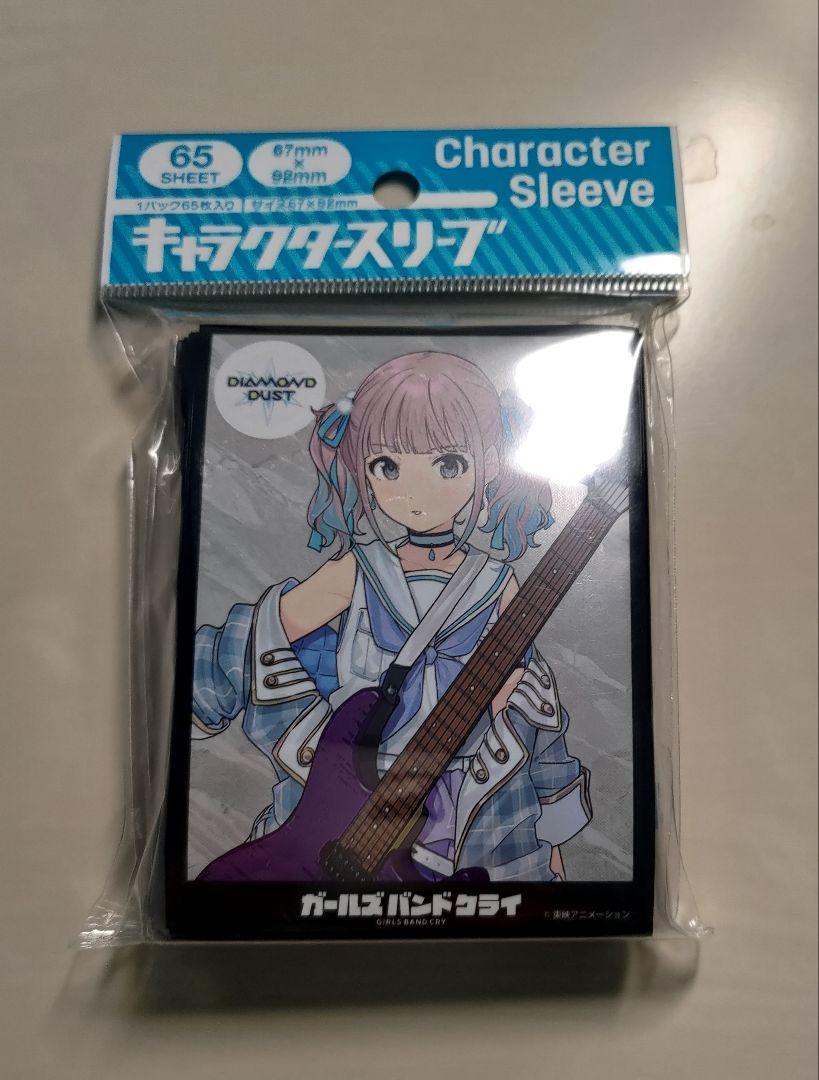 65
SHEET
67mm
×
92mm
Character
Sleeve
1パック65枚入り
サイズ67×92mm
キャラクタースリーブ
DIAMOND
DUST
ガールズバンドクライ
GIRLS BAND CRY
© 東映アニメーション